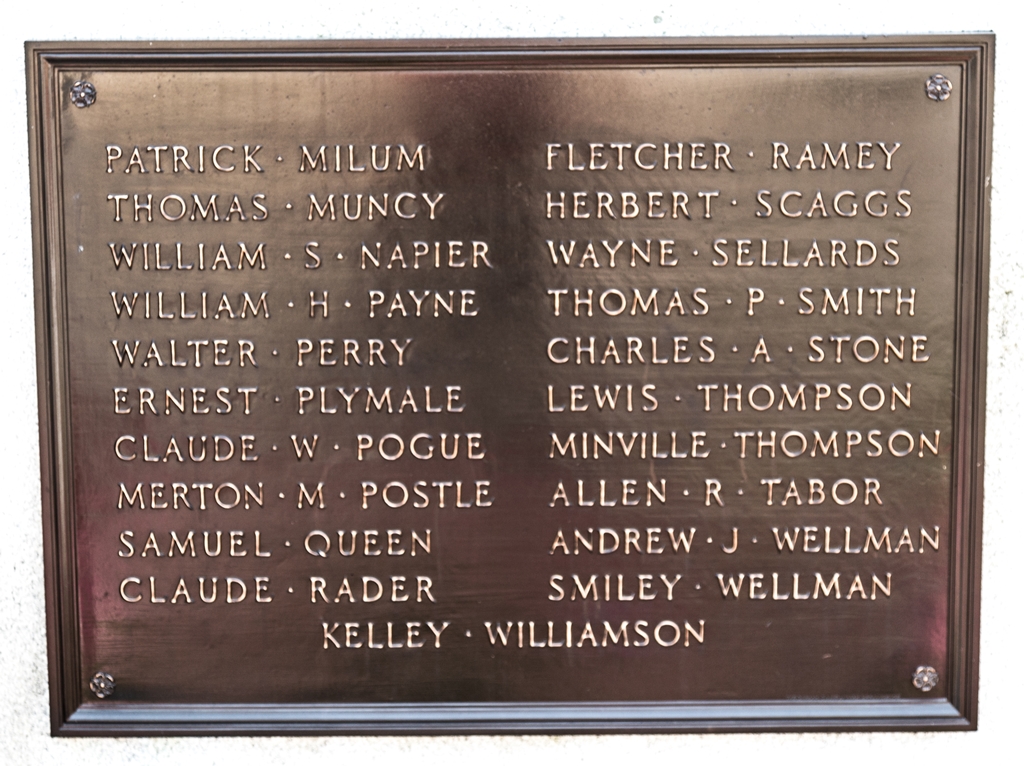 PATRICK · MILUM
THOMAS · MUNCY
WILLIAM · S · NAPIER
WILLIAM · H · PAYNE
WALTER · PERRY
ERNEST · PLYMALE
CLAUDE · W · POGUE
MERTON · M · POSTLE
SAMUEL · QUEEN
CLAUDE · RADER
FLETCHER · RAMEY
HERBERT · SCAGGS
WAYNE · SELLARDS
THOMAS · P · SMITH
CHARLES · A · STONE
LEWIS · THOMPSON
MINVILLE · THOMPSON
ALLEN · R · TABOR
ANDREW · J · WELLMAN
SMILEY · WELLMAN
KELLEY · WILLIAMSON